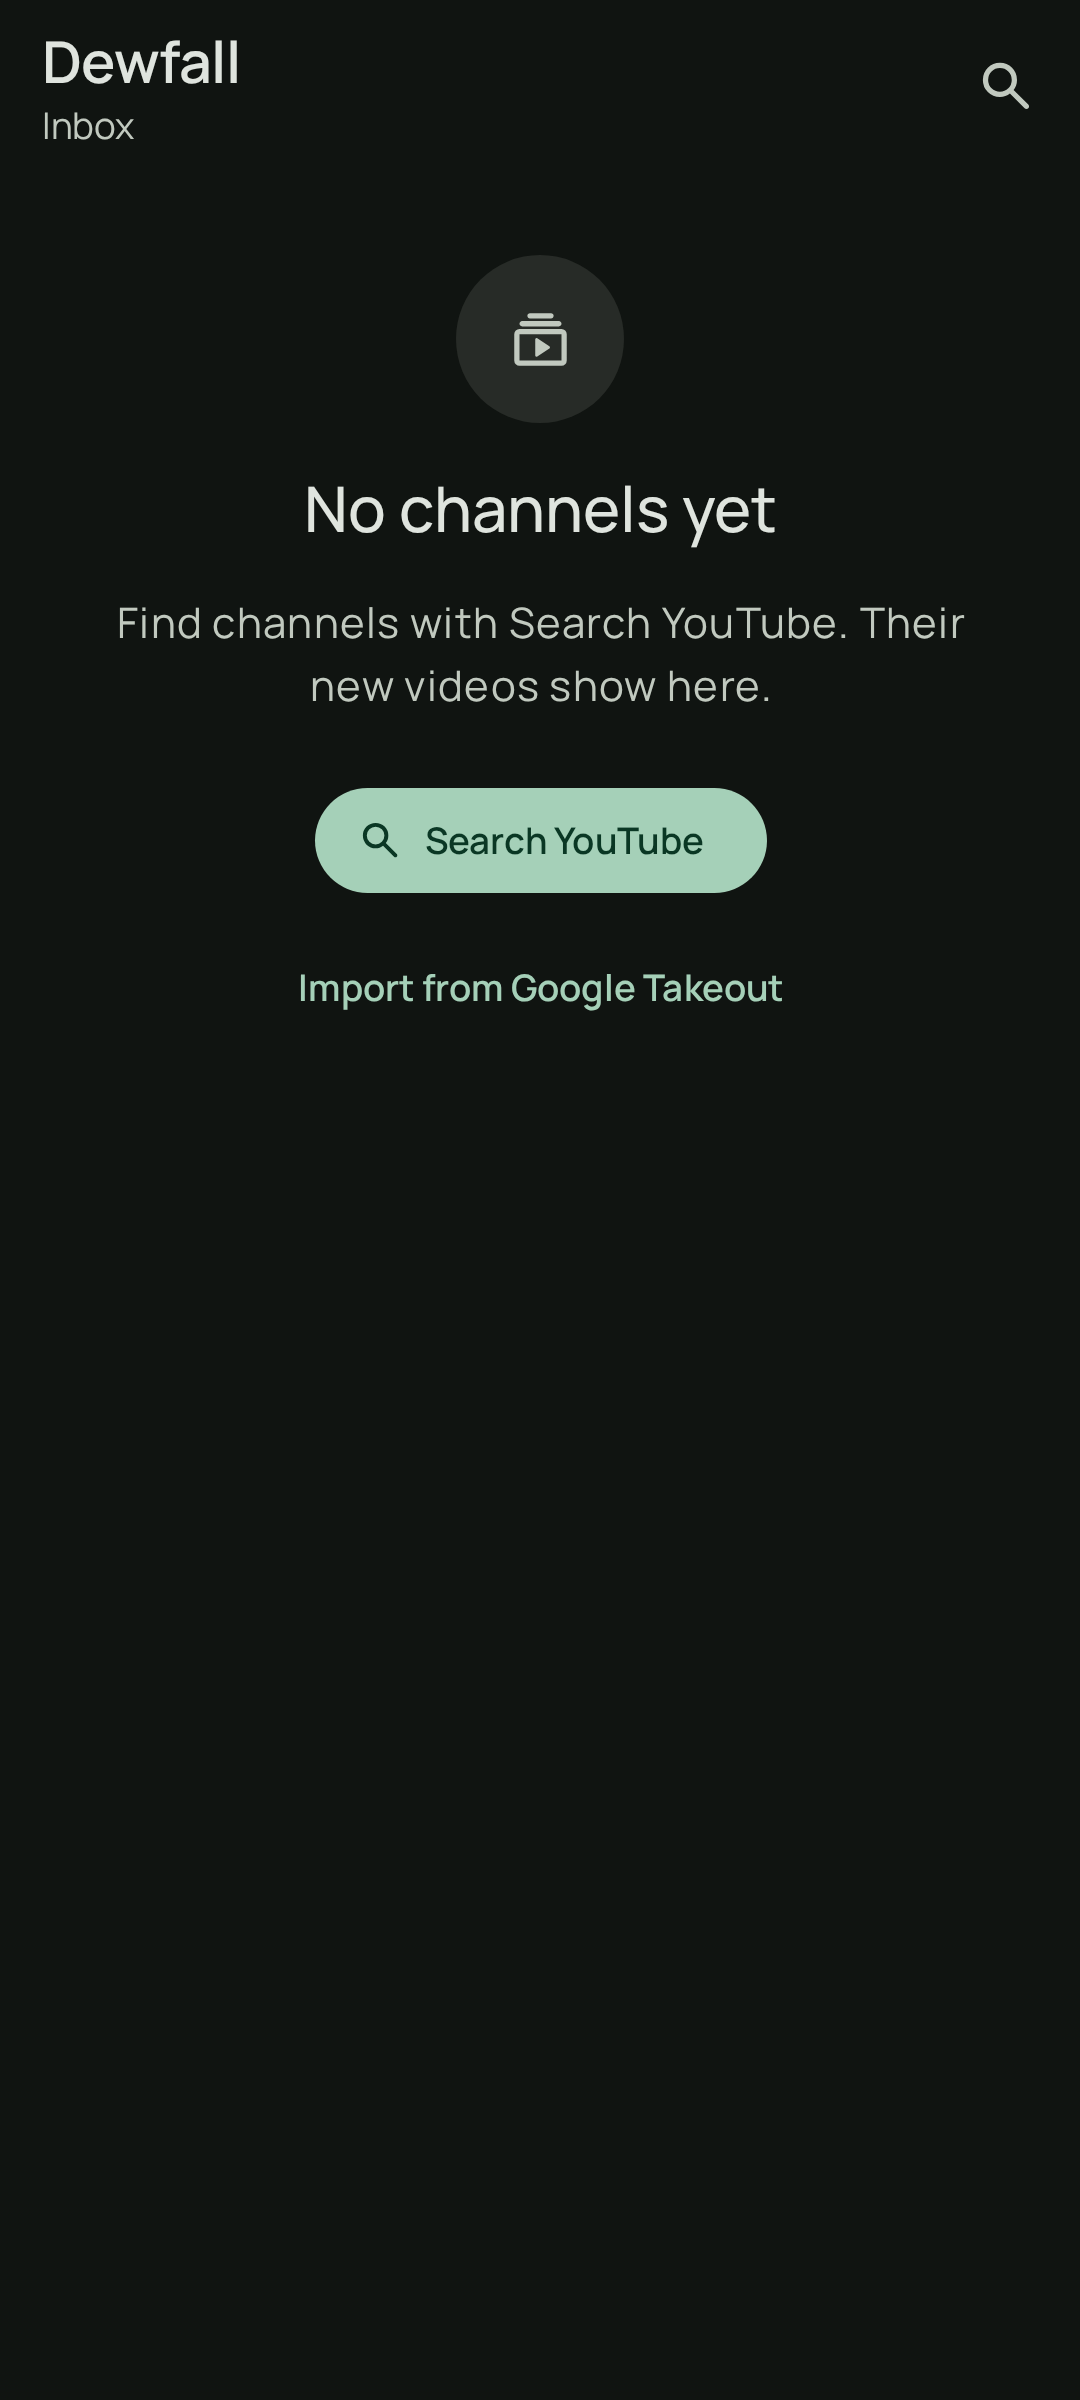 Dewfall
Inbox
No channels yet
Find channels with Search YouTube. Their
new videos show here.
Search YouTube
Import from Google Takeout